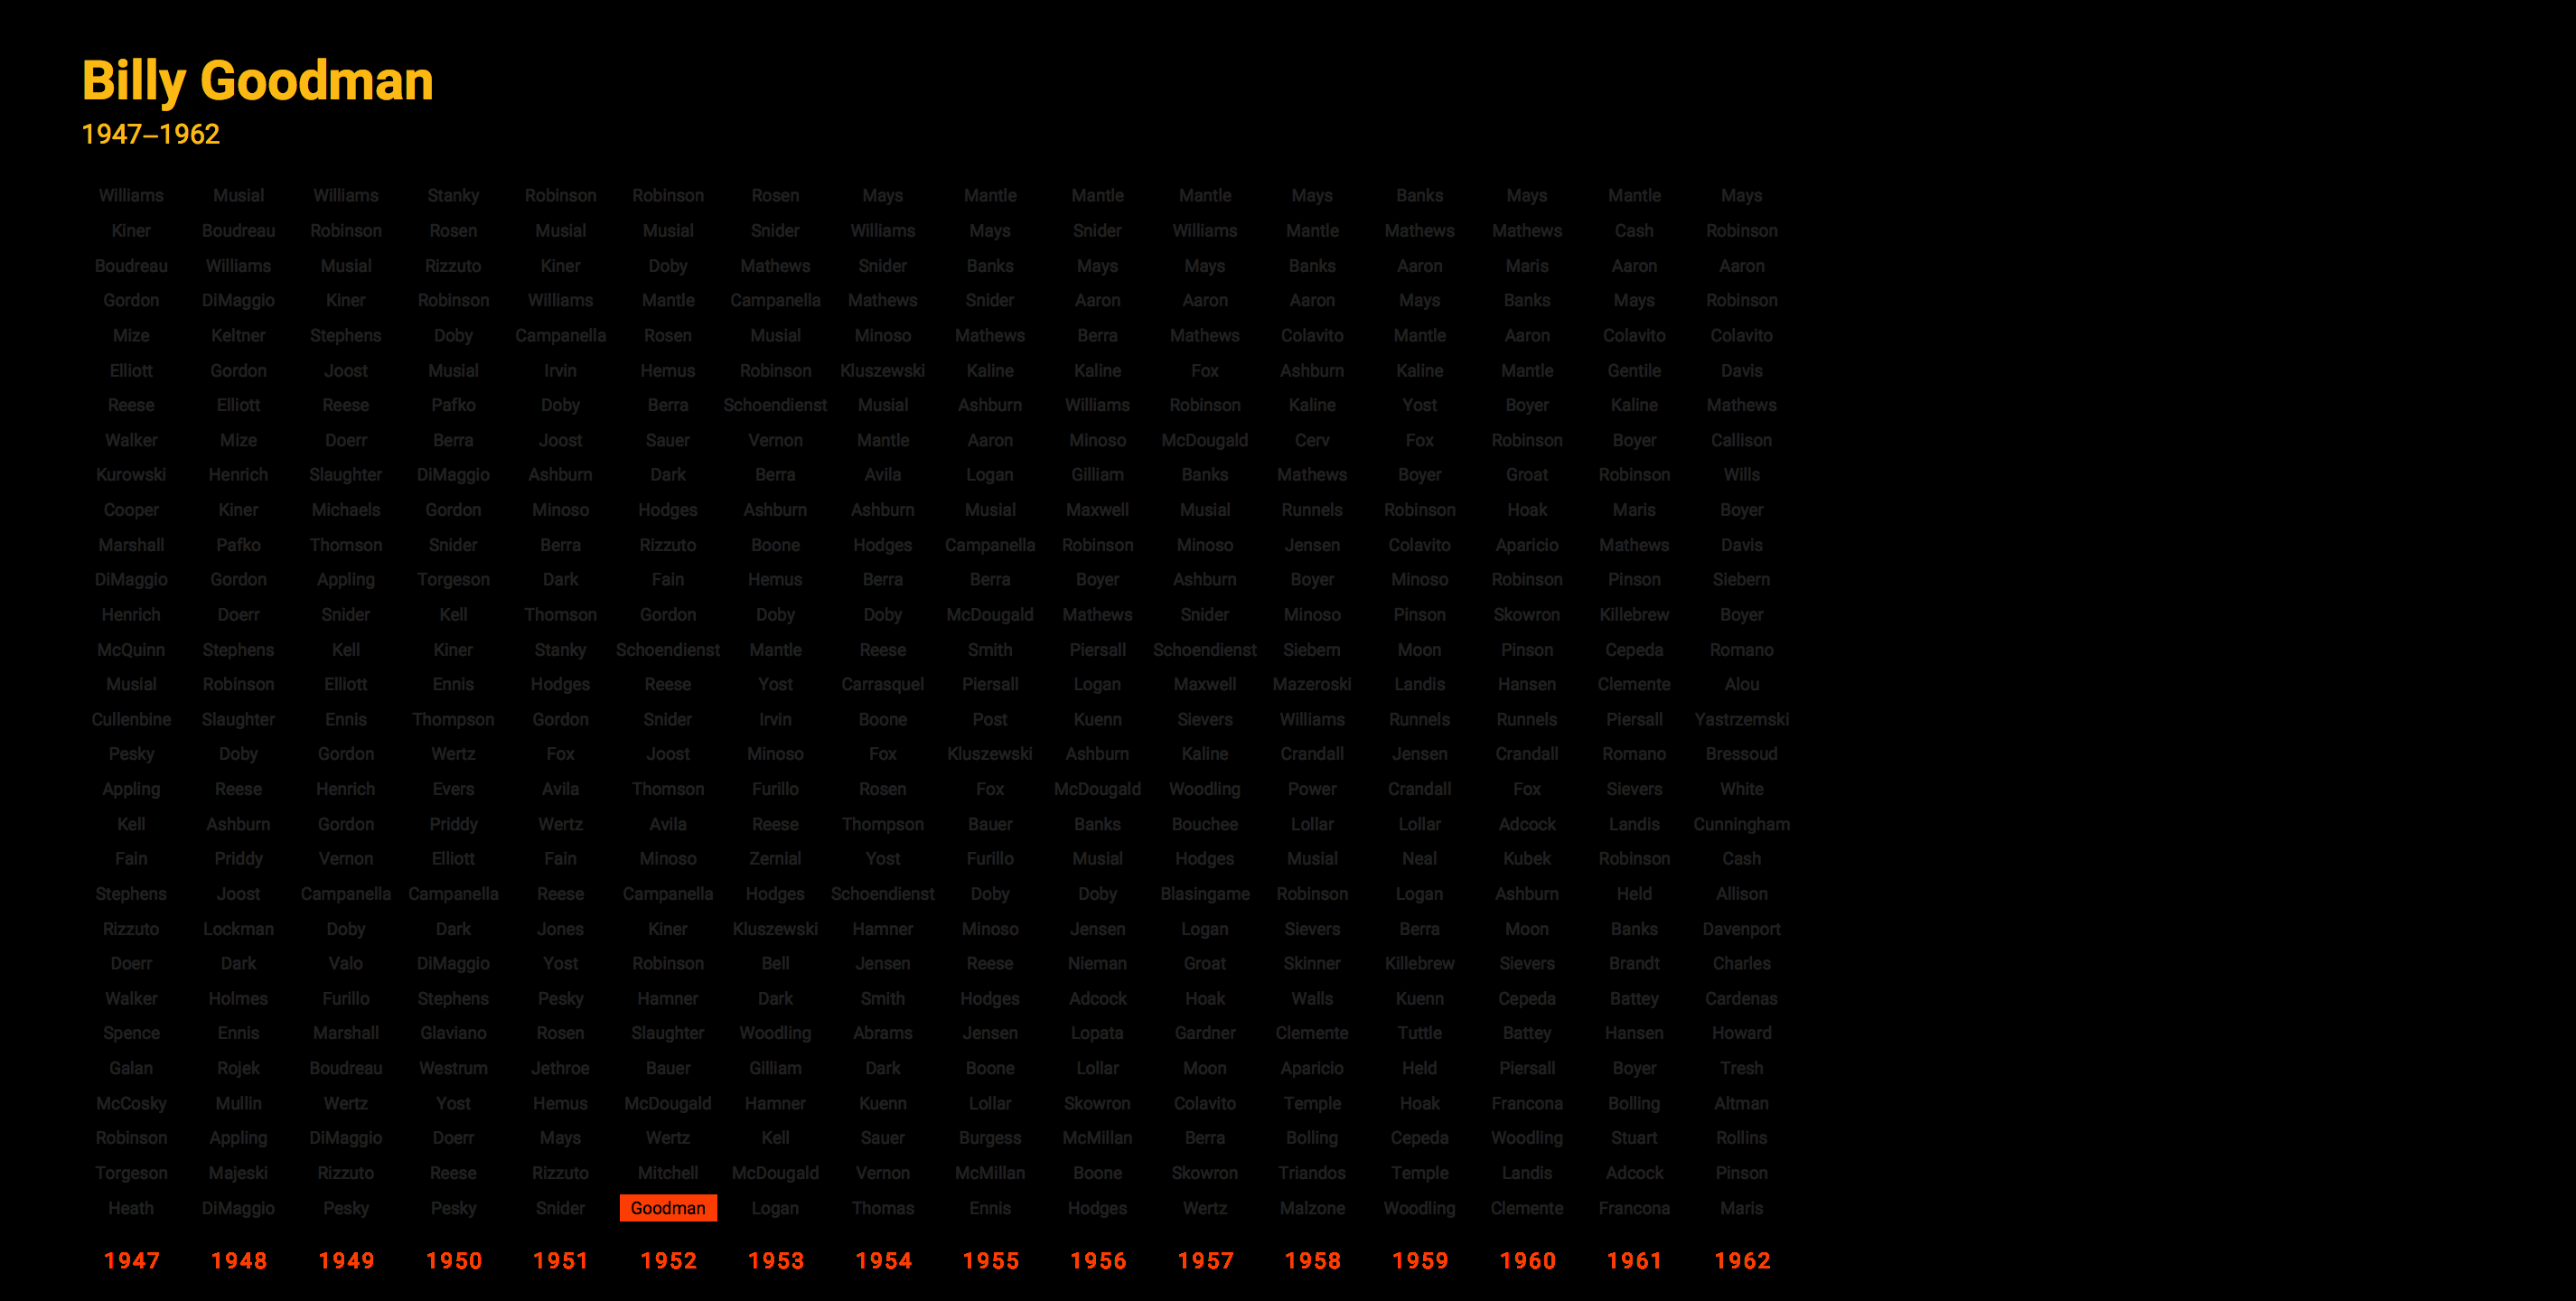 Billy Goodman
1947–1962
Williams Musial Williams Stanky Robinson Robinson Rosen Mays Mantle Mantle Mantle Mays Banks Mays Mantle Mays
Kiner Boudreau Robinson Rosen Musial Musial Snider Williams Mays Snider Williams Mantle Mathews Mathews Cash Robinson
Boudreau Williams Musial Rizzuto Kiner Doby Mathews Snider Banks Mays Mays Banks Aaron Maris Aaron Aaron
Gordon DiMaggio Kiner Robinson Williams Mantle Campanella Mathews Snider Aaron Aaron Aaron Mays Banks Mays Robinson
Mize Keltner Stephens Doby Campanella Rosen Musial Minoso Mathews Berra Mathews Colavito Mantle Aaron Colavito Colavito
Elliott Gordon Joost Musial Irvin Hemus Robinson Kluszewski Kaline Kaline Fox Ashburn Kaline Mantle Gentile Davis
Reese Elliott Reese Pafko Doby Berra Schoendienst Musial Ashburn Williams Robinson Kaline Yost Boyer Kaline Mathews
Walker Mize Doerr Berra Joost Sauer Vernon Mantle Aaron Minoso McDougald Cerv Fox Robinson Boyer Callison
Kurowski Henrich Slaughter DiMaggio Ashburn Dark Berra Avila Logan Gilliam Banks Mathews Boyer Groat Robinson Wills
Cooper Kiner Michaels Gordon Minoso Hodges Ashburn Ashburn Musial Maxwell Musial Runnels Robinson Hoak Maris Boyer
Marshall Pafko Thomson Snider Berra Rizzuto Boone Hodges Campanella Robinson Minoso Jensen Colavito Aparicio Mathews Davis
DiMaggio Gordon Appling Torgeson Dark Fain Hemus Berra Berra Boyer Ashburn Boyer Minoso Robinson Pinson Siebern
Henrich Doerr Snider Kell Thomson Gordon Doby Doby McDougald Mathews Snider Minoso Pinson Skowron Killebrew Boyer
McQuinn Stephens Kell Kiner Stanky Schoendienst Mantle Reese Smith Piersall Schoendienst Siebern Moon Pinson Cepeda Romano
Musial Robinson Elliott Ennis Hodges Reese Yost Carrasquel Piersall Logan Maxwell Mazeroski Landis Hansen Clemente Alou
Cullenbine Slaughter Ennis Thompson Gordon Snider Irvin Boone Post Kuenn Sievers Williams Runnels Runnels Piersall Yastrzemski
Pesky Doby Gordon Wertz Fox Joost Minoso Fox Kluszewski Ashburn Kaline Crandall Jensen Crandall Romano Bressoud
Appling Reese Henrich Evers Avila Thomson Furillo Rosen Fox McDougald Woodling Power Crandall Fox Sievers White
Kell Ashburn Gordon Priddy Wertz Avila Reese Thompson Bauer Banks Bouchee Lollar Lollar Adcock Landis Cunningham
Fain Priddy Vernon Elliott Fain Minoso Zernial Yost Furillo Musial Hodges Musial Neal Kubek Robinson Cash
Stephens Joost Campanella Campanella Reese Campanella Hodges Schoendienst Doby Doby Blasingame Robinson Logan Ashburn Held Allison
Rizzuto Lockman Doby Dark Jones Kiner Kluszewski Hamner Minoso Jensen Logan Sievers Berra Moon Banks Davenport
Doerr Dark Valo DiMaggio Yost Robinson Bell Jensen Reese Nieman Groat Skinner Killebrew Sievers Brandt Charles
Walker Holmes Furillo Stephens Pesky Hamner Dark Smith Hodges Adcock Hoak Walls Kuenn Cepeda Battey Cardenas
Spence Ennis Marshall Glaviano Rosen Slaughter Woodling Abrams Jensen Lopata Gardner Clemente Tuttle Battey Hansen Howard
Galan Rojek Boudreau Westrum Jethroe Bauer Gilliam Dark Boone Lollar Moon Aparicio Held Piersall Boyer Tresh
McCosky Mullin Wertz Yost Hemus McDougald Hamner Kuenn Lollar Skowron Colavito Temple Hoak Francona Bolling Altman
Robinson Appling DiMaggio Doerr Mays Wertz Kell Sauer Burgess McMillan Berra Bolling Cepeda Woodling Stuart Rollins
Torgeson Majeski Rizzuto Reese Rizzuto Mitchell McDougald Vernon McMillan Boone Skowron Triandos Temple Landis Adcock Pinson
Heath DiMaggio Pesky Pesky Snider Goodman Logan Thomas Ennis Hodges Wertz Malzone Woodling Clemente Francona Maris
1947 1948 1949 1950 1951 1952 1953 1954 1955 1956 1957 1958 1959 1960 1961 1962